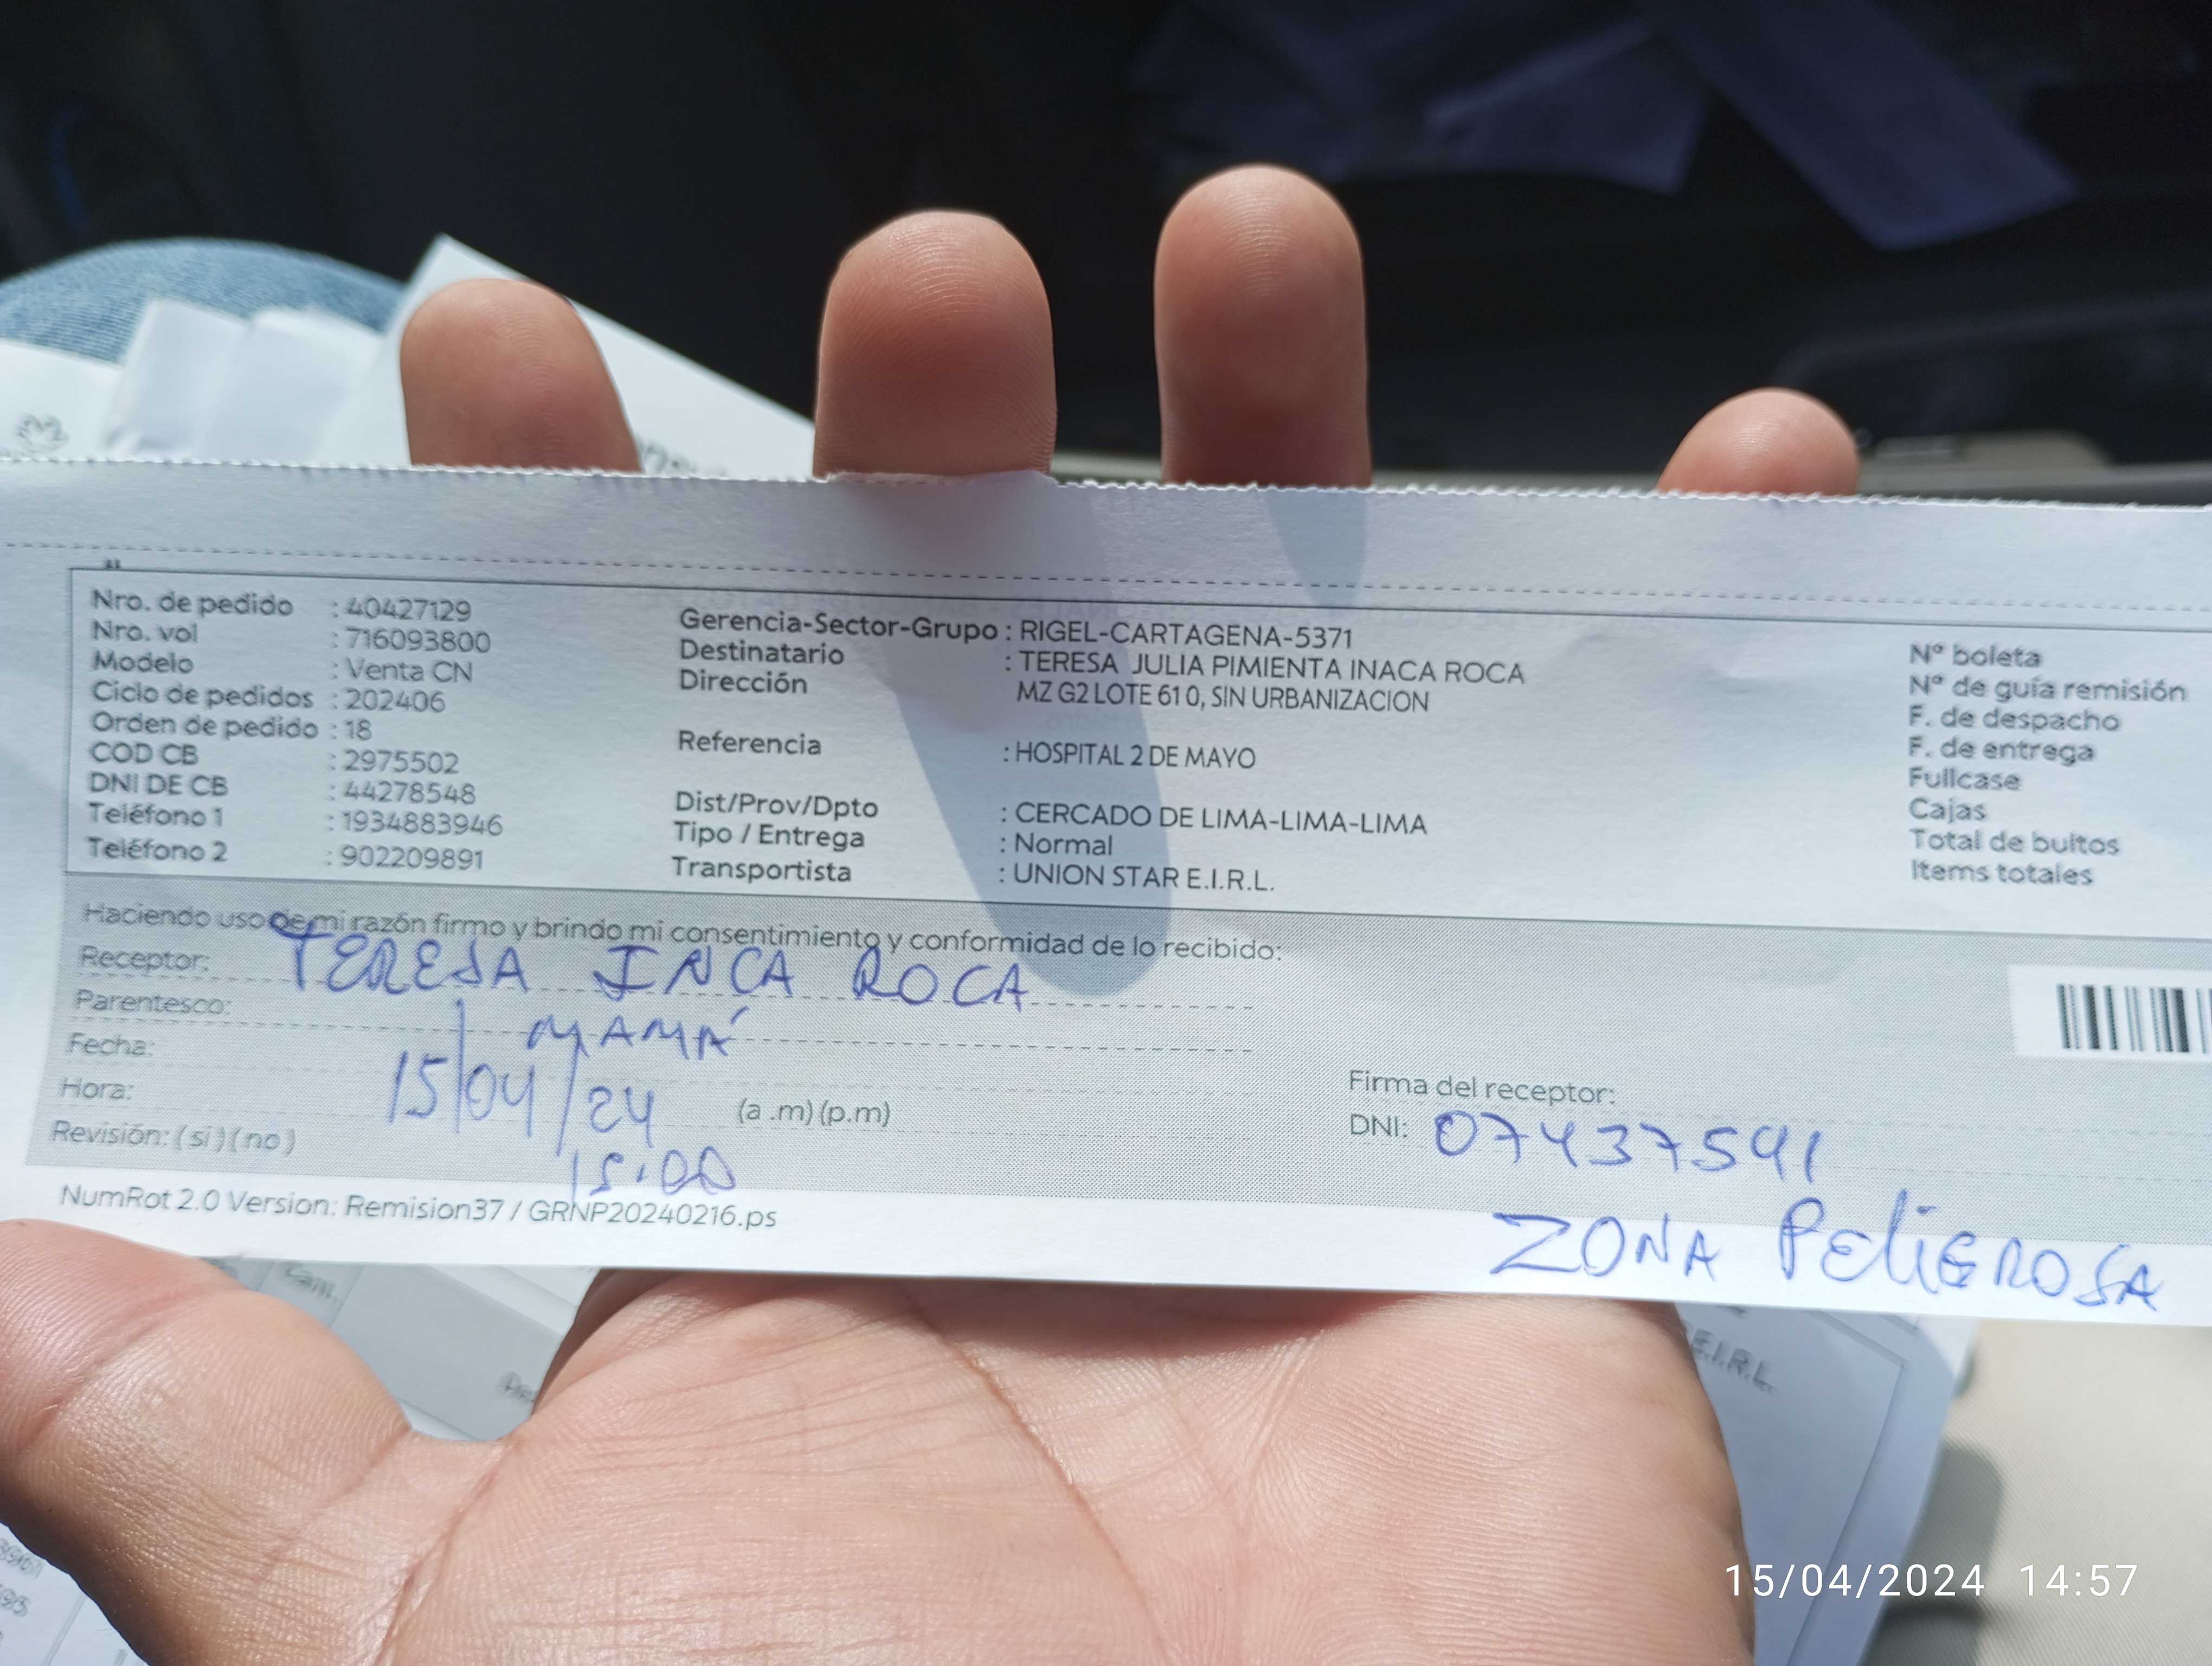 Nro. de pedido : 40427129
Nro. vol : 716093800
Modelo : Venta CN
Ciclo de pedidos : 202406
Orden de pedido : 18
COD CB : 2975502
DNI DE CB : 44278548
Teléfono 1 : 1934883946
Teléfono 2 : 902209891
Gerencia-Sector-Grupo : RIGEL-CARTAGENA-5371
Destinatario : TERESA JULIA PIMIENTA INACA ROCA
Dirección MZ G2 LOTE 61 0, SIN URBANIZACION
Referencia : HOSPITAL 2 DE MAYO
Dist/Prov/Dpto : CERCADO DE LIMA-LIMA-LIMA
Tipo / Entrega : Normal
Transportista : UNION STAR E.I.R.L.
N° boleta
N° de guía remisión
F. de despacho
F. de entrega
Fullcase
Cajas
Total de bultos
Items totales
Haciendo uso de mi razón firmo y brindo mi consentimiento y conformidad de lo recibido:
Receptor: TERESA INCA ROCA
Parentesco: MAMÁ
Fecha: 15/04/24
Hora: (a .m) (p.m)
Revisión: ( si ) ( no ) 15:00
Firma del receptor:
DNI: 07437591
ZONA PELIGROSA
NumRot 2.0 Version: Remision37 / GRNP20240216.ps
E.I.R.L.
15/04/2024 14:57